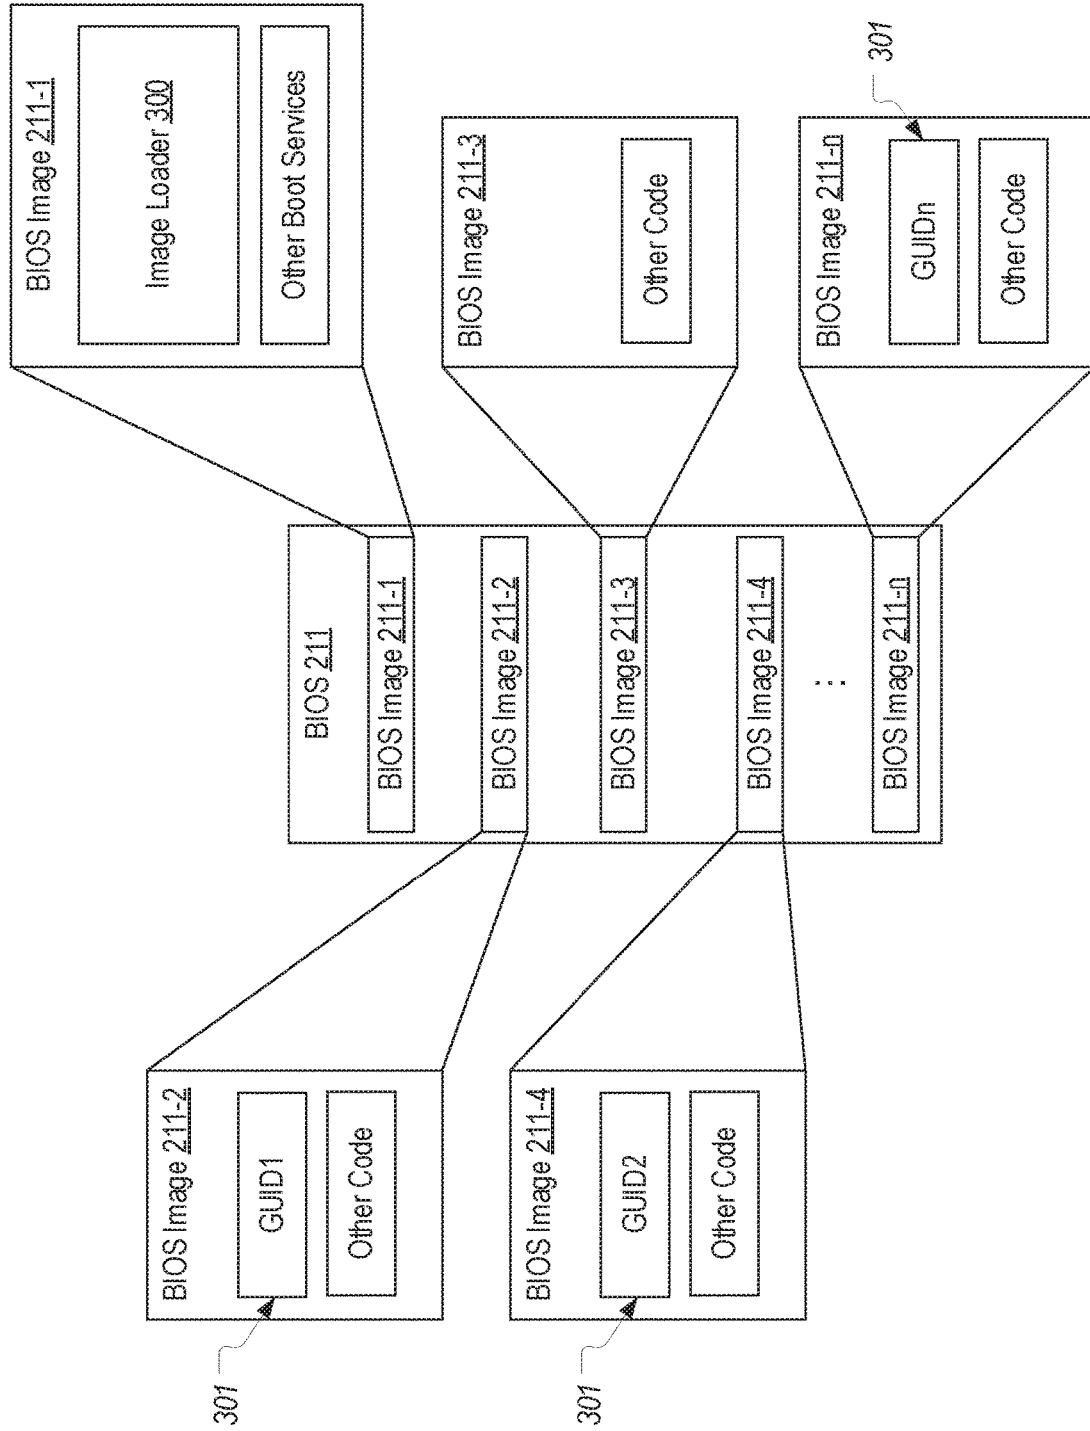 BIOS Image 211-1
Image Loader 300
Other Boot Services
BIOS Image 211-3
Other Code
BIOS Image 211-n
GUIDn
Other Code
301
BIOS 211
BIOS Image 211-1
BIOS Image 211-2
BIOS Image 211-3
BIOS Image 211-4
...
BIOS Image 211-n
BIOS Image 211-2
GUID1
Other Code
301
BIOS Image 211-4
GUID2
Other Code
301